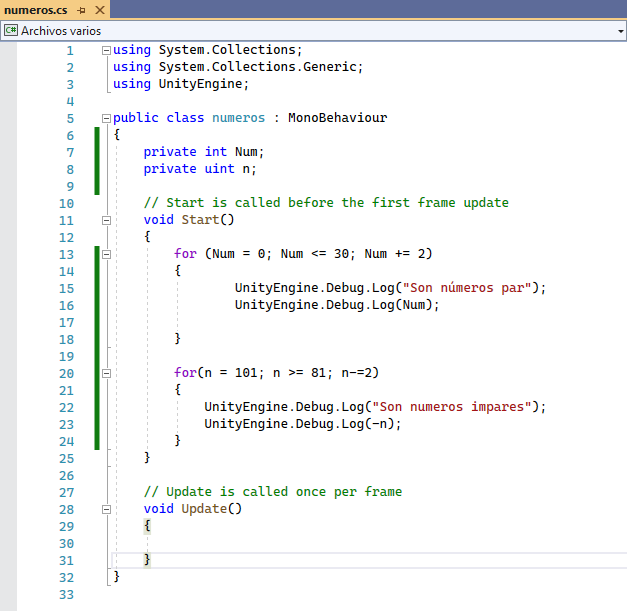 numeros.cs
C# Archivos varios
1 using System.Collections;
2 using System.Collections.Generic;
3 using UnityEngine;
4
5 public class numeros : MonoBehaviour
6 {
7 private int Num;
8 private uint n;
9
10 // Start is called before the first frame update
11 void Start()
12 {
13 for (Num = 0; Num <= 30; Num += 2)
14 {
15 UnityEngine.Debug.Log("Son números par");
16 UnityEngine.Debug.Log(Num);
17
18 }
19
20 for(n = 101; n >= 81; n-=2)
21 {
22 UnityEngine.Debug.Log("Son numeros impares");
23 UnityEngine.Debug.Log(-n);
24 }
25 }
26
27 // Update is called once per frame
28 void Update()
29 {
30
31 }
32 }
33